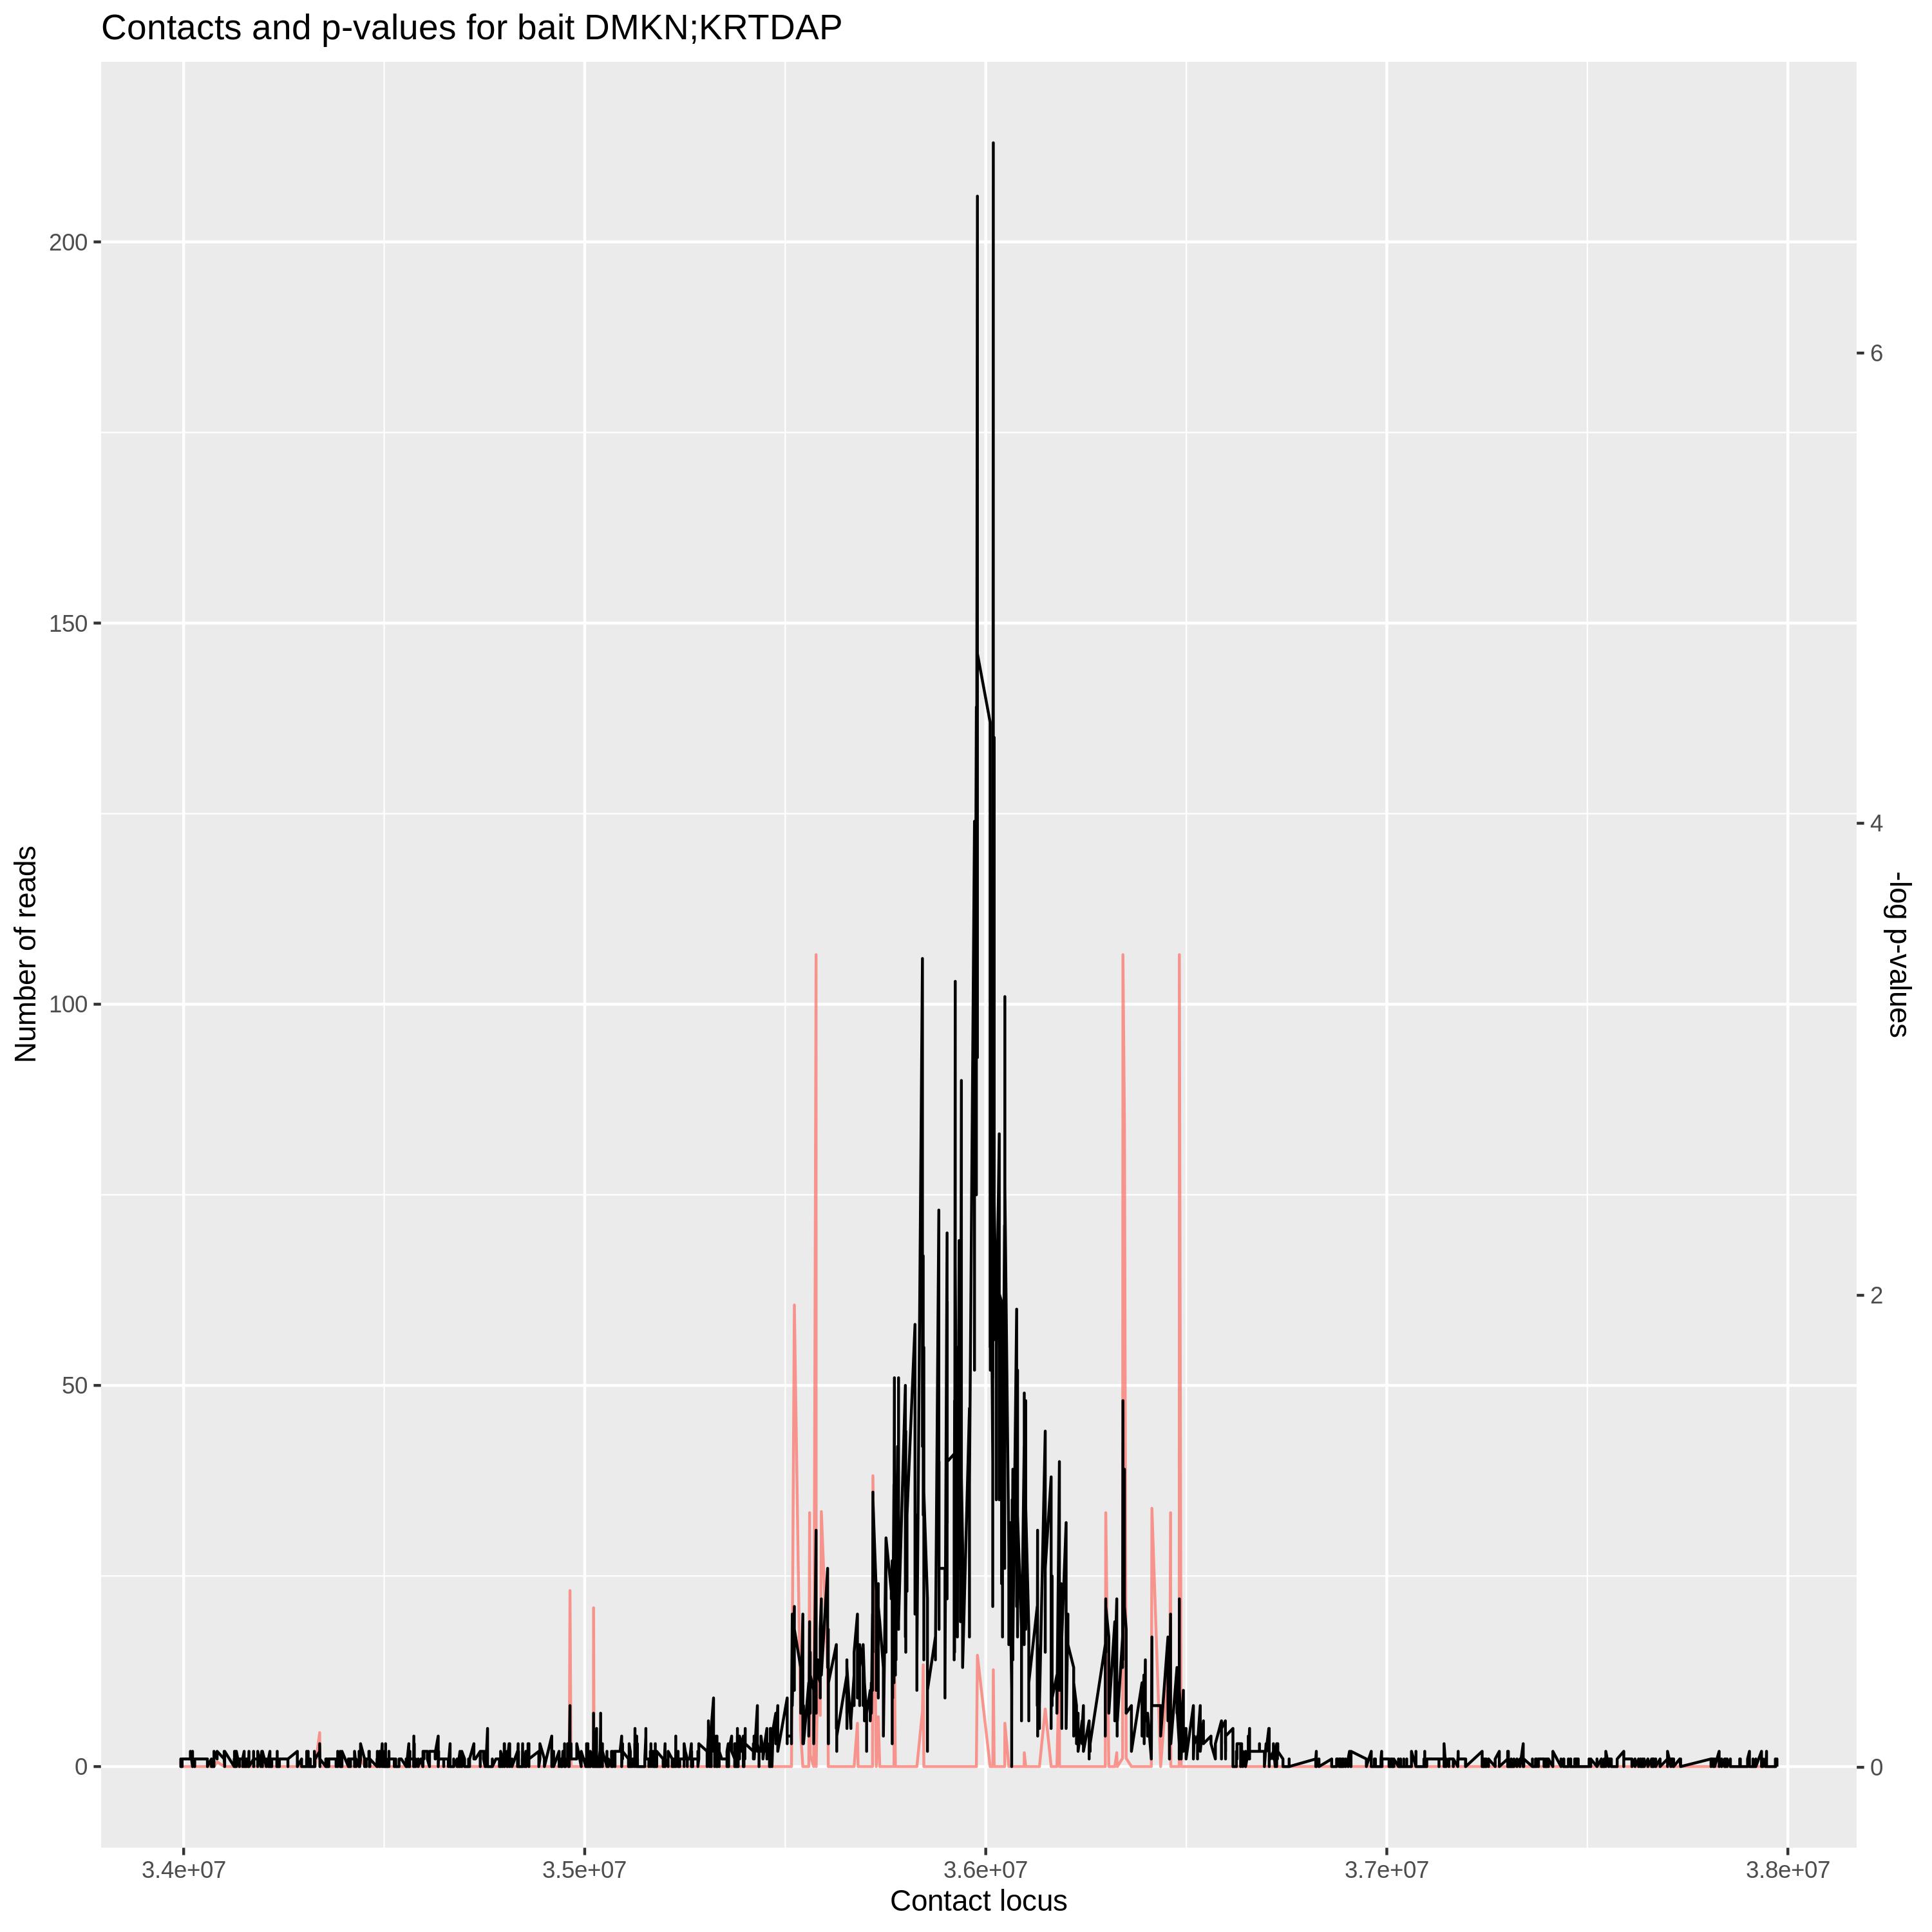 Contacts and p-values for bait DMKN;KRTDAP
200
150
100
50
0
Number of reads
6
4
2
0
-log p-values
3.4e+07
3.5e+07
3.6e+07
3.7e+07
3.8e+07
Contact locus